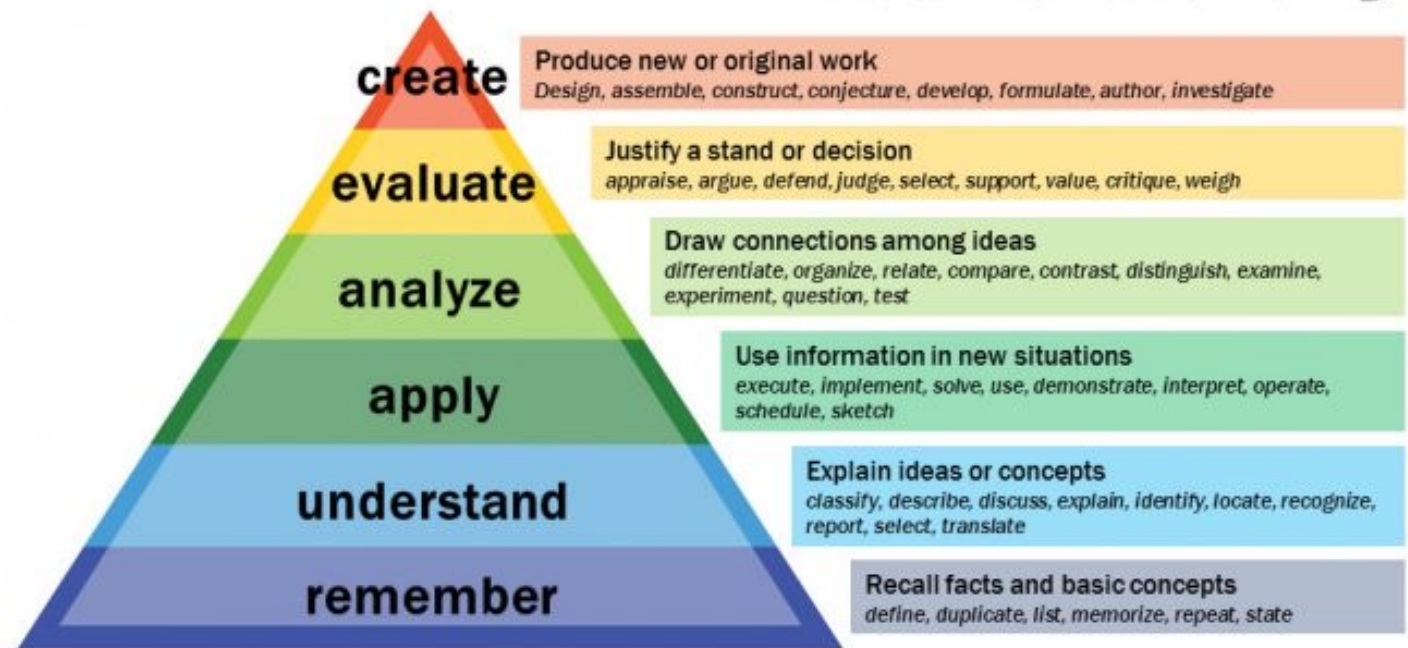 create
Produce new or original work
Design, assemble, construct, conjecture, develop, formulate, author, investigate
evaluate
Justify a stand or decision
appraise, argue, defend, judge, select, support, value, critique, weigh
analyze
Draw connections among ideas
differentiate, organize, relate, compare, contrast, distinguish, examine,
experiment, question, test
apply
Use information in new situations
execute, implement, solve, use, demonstrate, interpret, operate,
schedule, sketch
understand
Explain ideas or concepts
classify, describe, discuss, explain, identify, locate, recognize,
report, select, translate
remember
Recall facts and basic concepts
define, duplicate, list, memorize, repeat, state